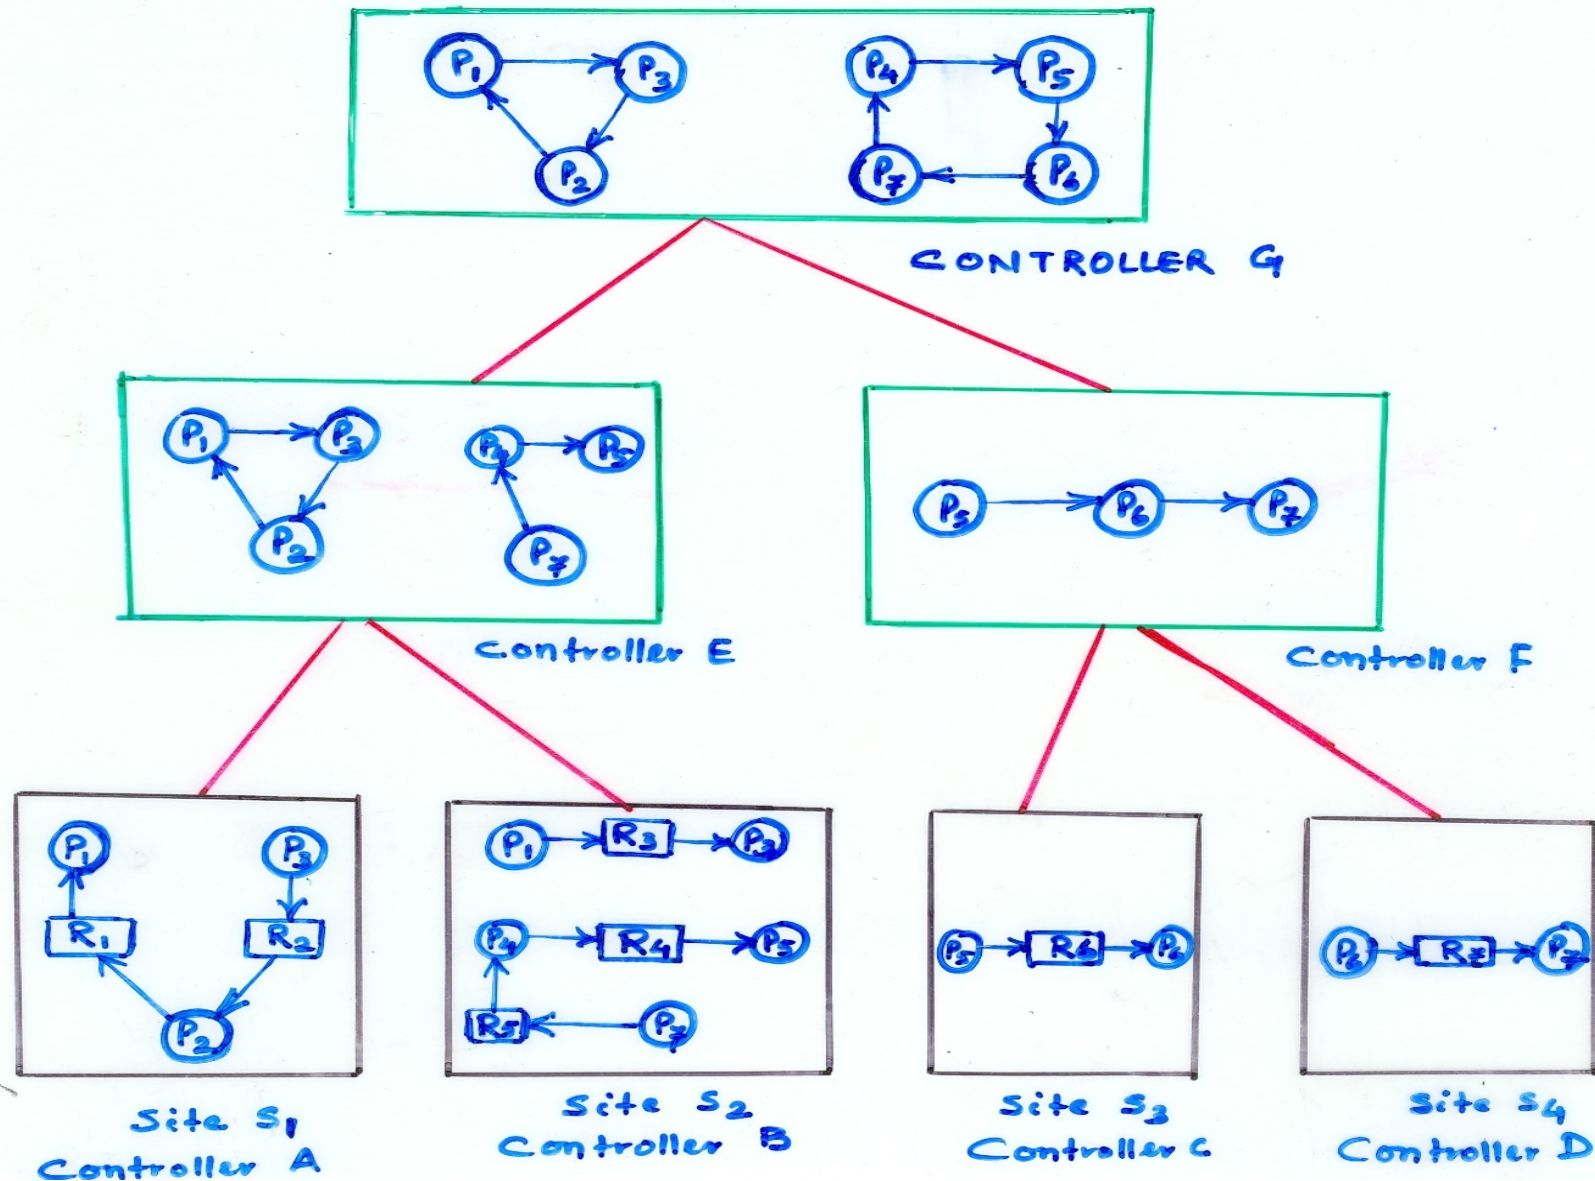 P1 P3 P4 P5
P2 P7 P6
CONTROLLER G
P1 P3 P4 P5
P2 P7
Controller E
P5 P6 P7
Controller F
P1 P3
R1 R2
P2
Site S1
Controller A
P1 R3 P3
P4 R4 P5
R5 P7
Site S2
Controller B
P5 R6 P6
Site S3
Controller C
P6 R7 P7
Site S4
Controller D